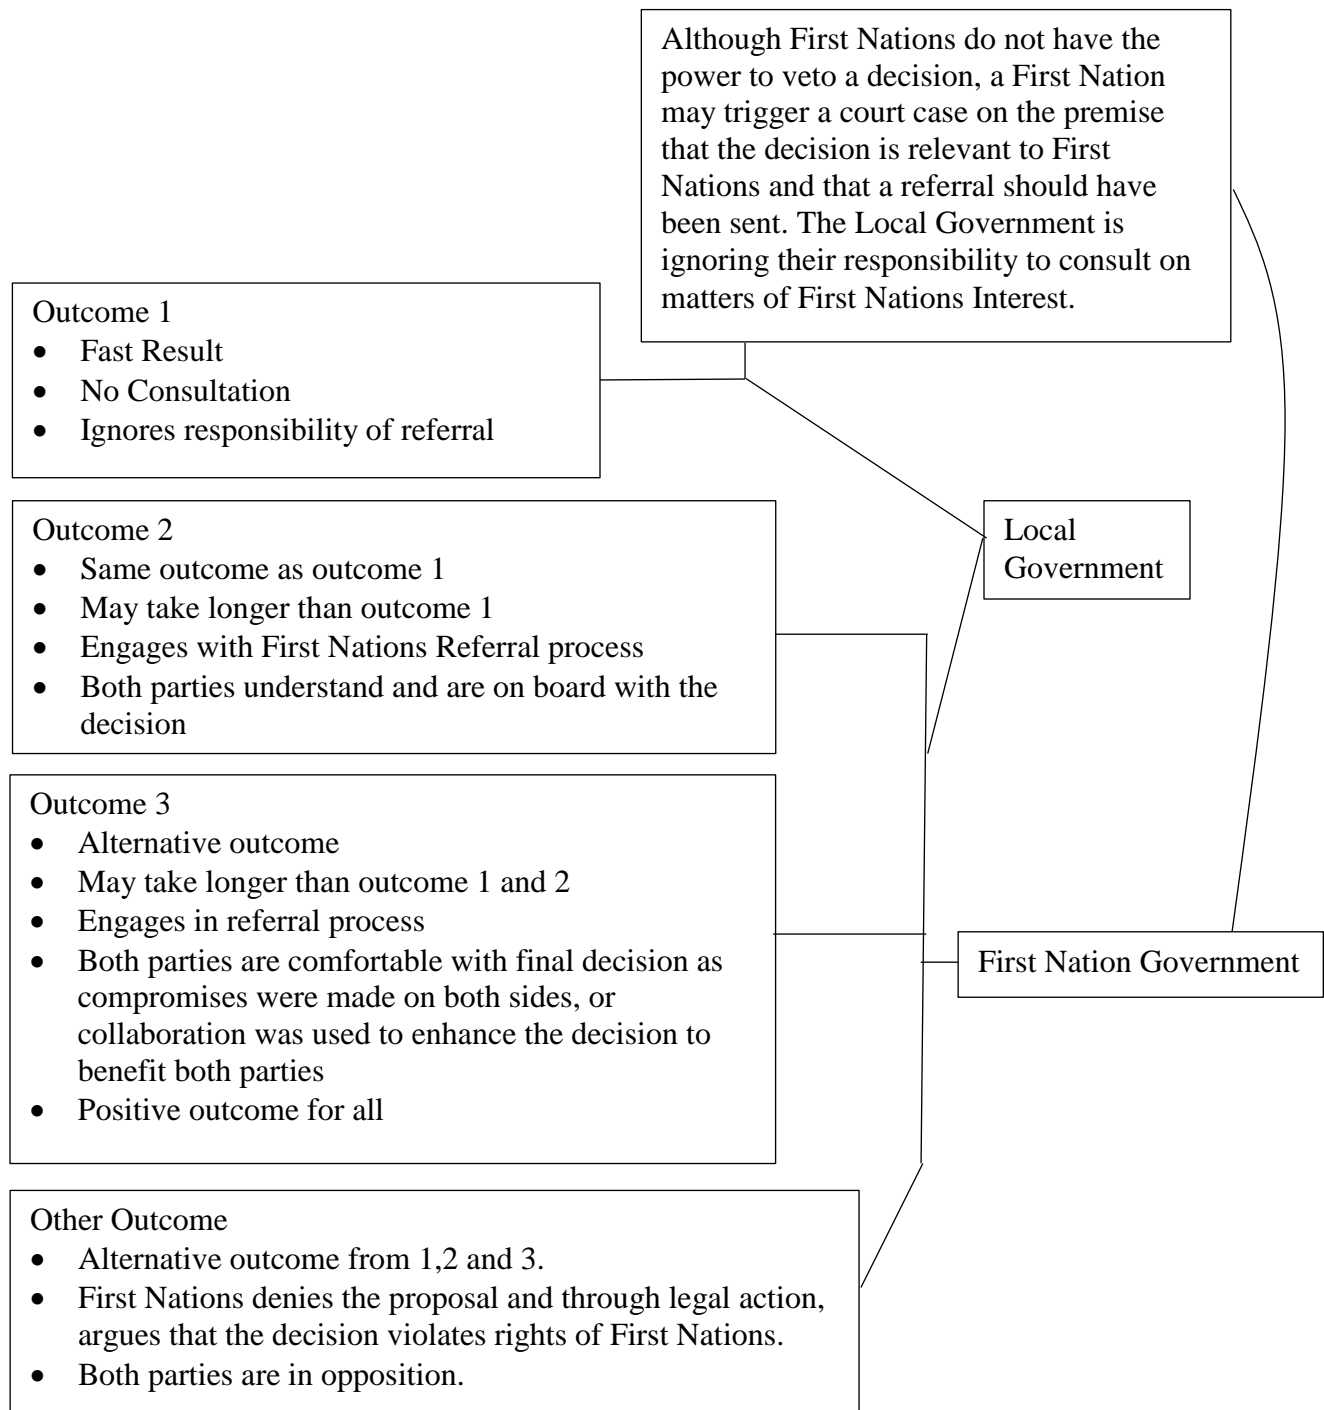 Although First Nations do not have the
power to veto a decision, a First Nation
may trigger a court case on the premise
that the decision is relevant to First
Nations and that a referral should have
been sent. The Local Government is
ignoring their responsibility to consult on
matters of First Nations Interest.
Outcome 1
• Fast Result
• No Consultation
• Ignores responsibility of referral
Outcome 2
• Same outcome as outcome 1
• May take longer than outcome 1
• Engages with First Nations Referral process
• Both parties understand and are on board with the
decision
Local
Government
Outcome 3
• Alternative outcome
• May take longer than outcome 1 and 2
• Engages in referral process
• Both parties are comfortable with final decision as
compromises were made on both sides, or
collaboration was used to enhance the decision to
benefit both parties
• Positive outcome for all
First Nation Government
Other Outcome
• Alternative outcome from 1,2 and 3.
• First Nations denies the proposal and through legal action,
argues that the decision violates rights of First Nations.
• Both parties are in opposition.